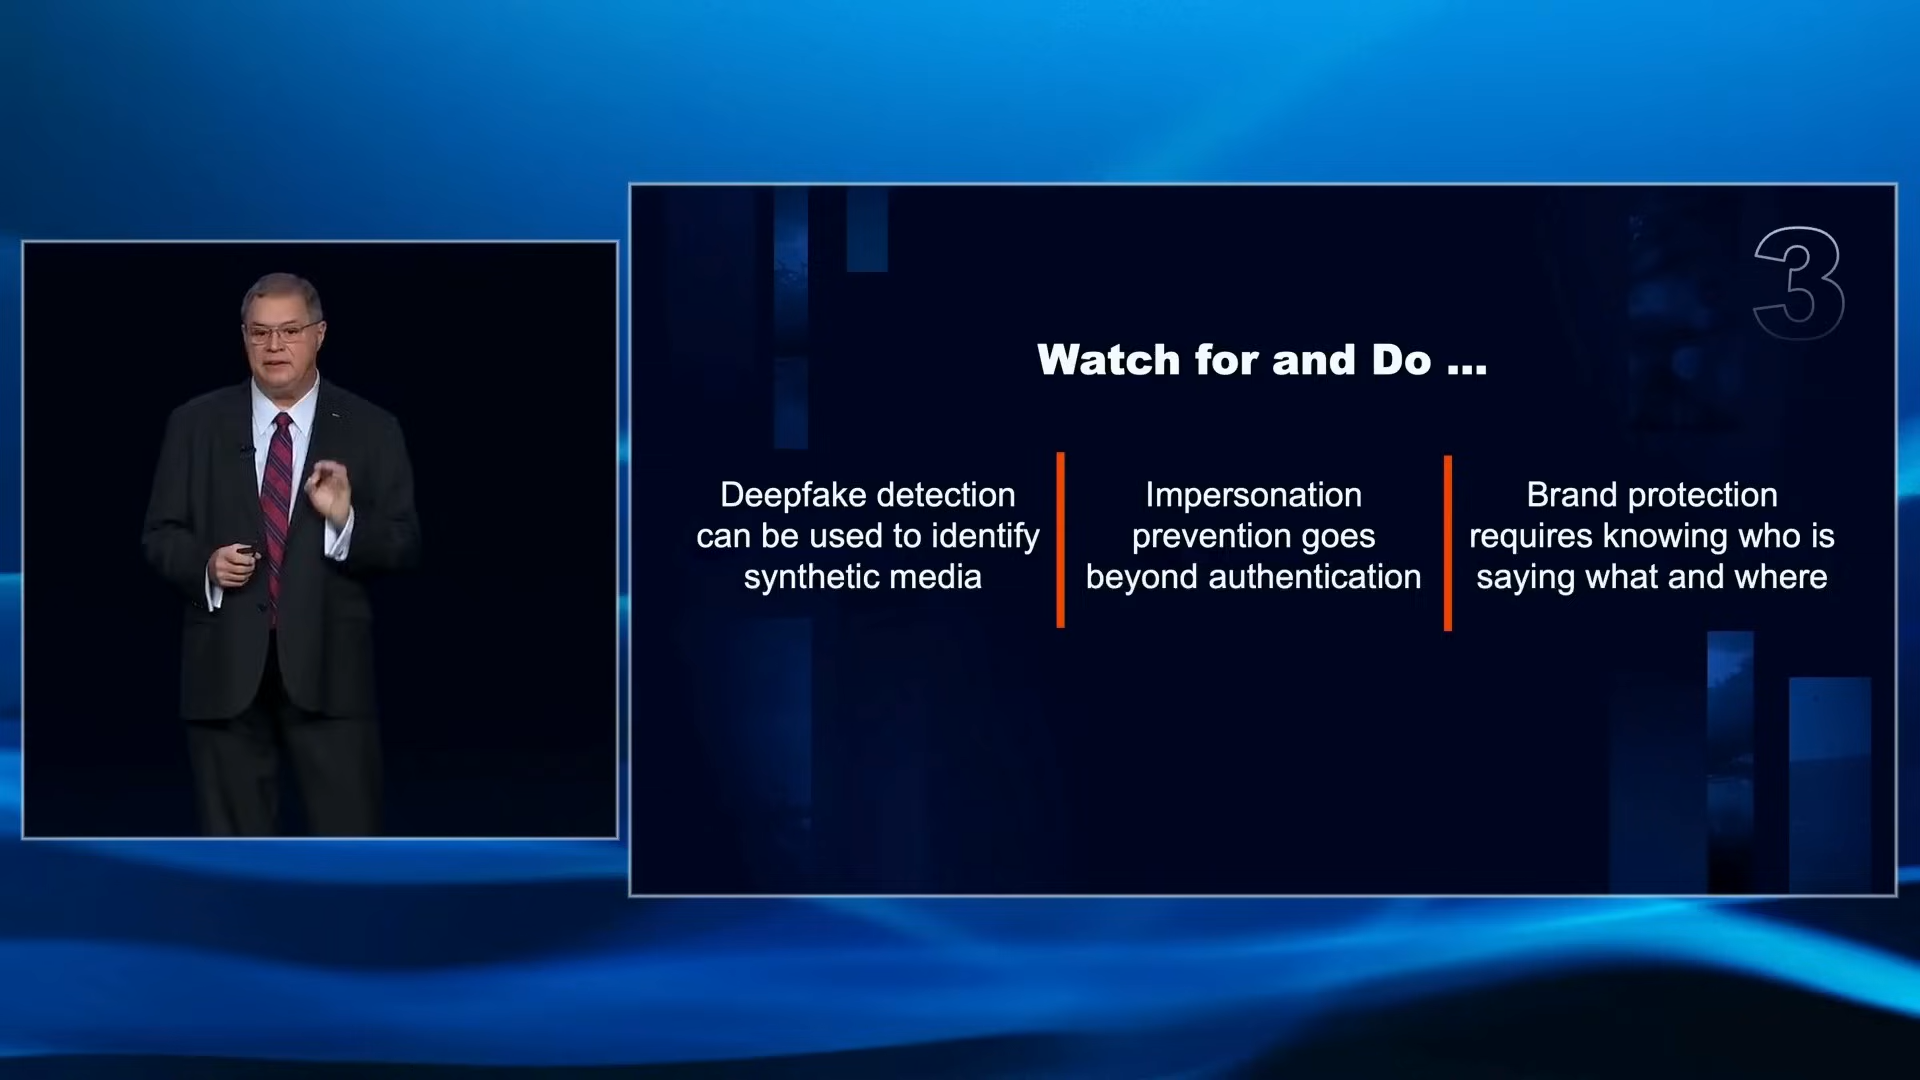 3
Watch for and Do ...
Deepfake detection
can be used to identify
synthetic media
Impersonation
prevention goes
beyond authentication
Brand protection
requires knowing who is
saying what and where